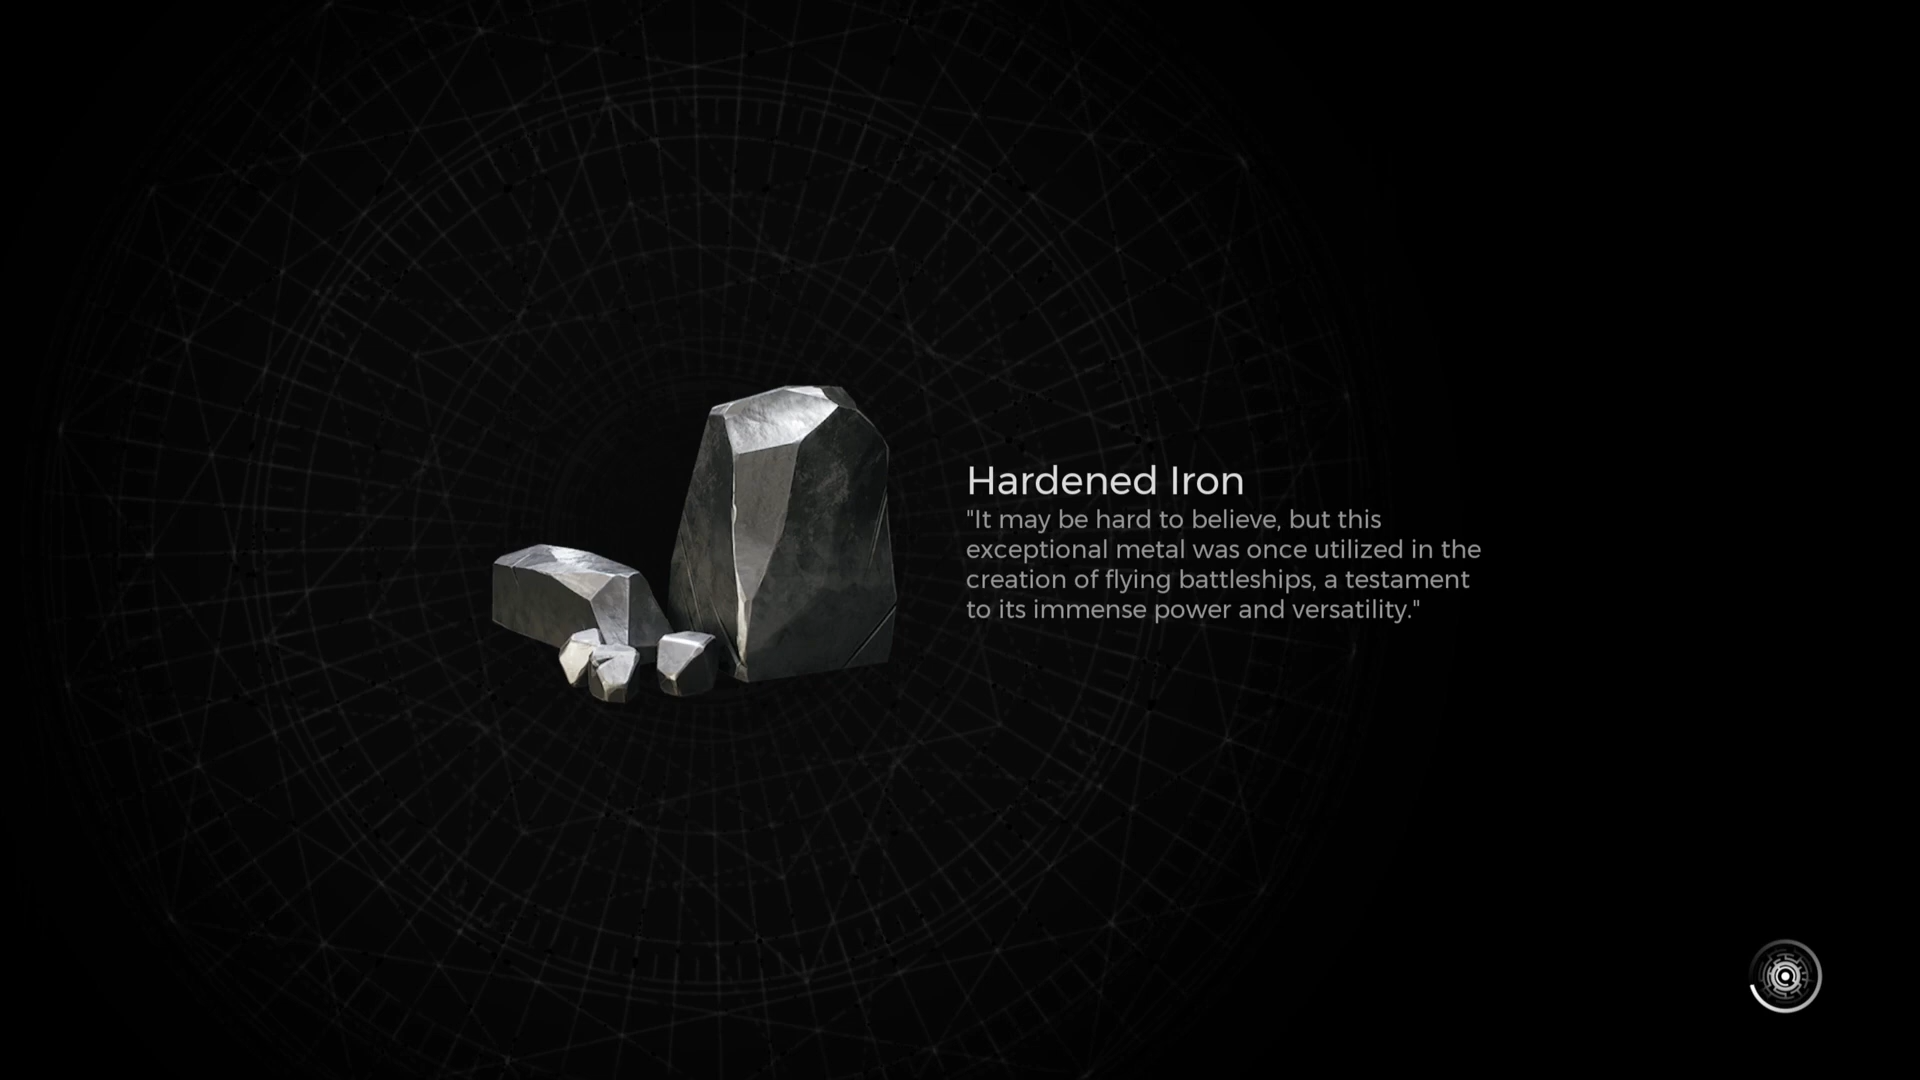 Hardened Iron
"It may be hard to believe, but this
exceptional metal was once utilized in the
creation of flying battleships, a testament
to its immense power and versatility."